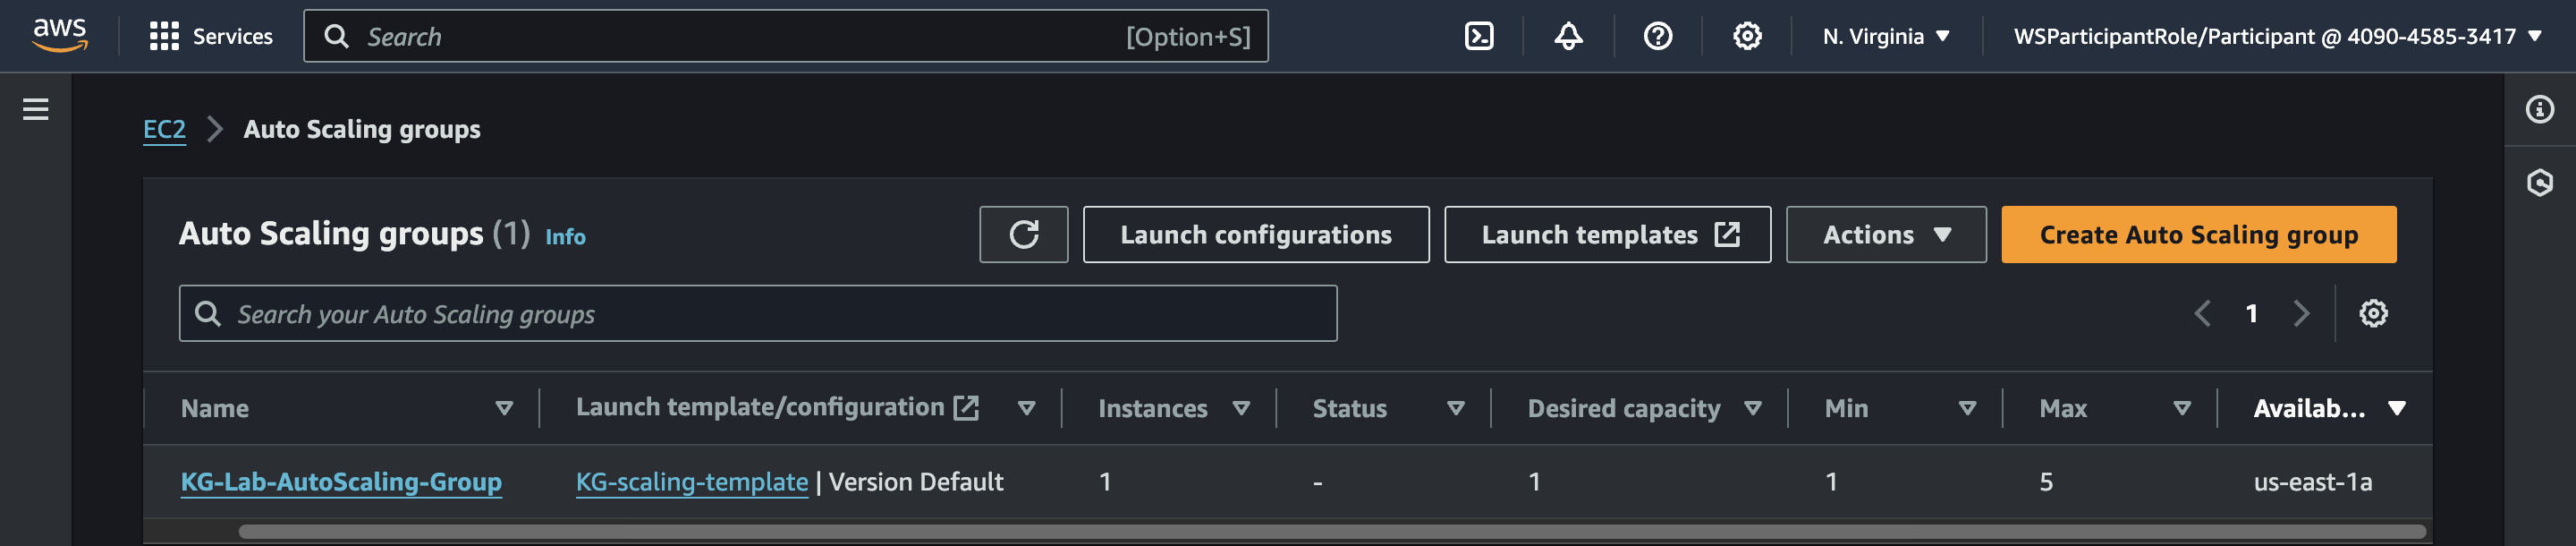 aws Services Search [Option+S] N. Virginia WSParticipantRole/Participant @ 4090-4585-3417
EC2 Auto Scaling groups
Auto Scaling groups (1) Info Launch configurations Launch templates Actions Create Auto Scaling group
Search your Auto Scaling groups 1
Name Launch template/configuration Instances Status Desired capacity Min Max Availab...
KG-Lab-AutoScaling-Group KG-scaling-template | Version Default 1 - 1 1 5 us-east-1a